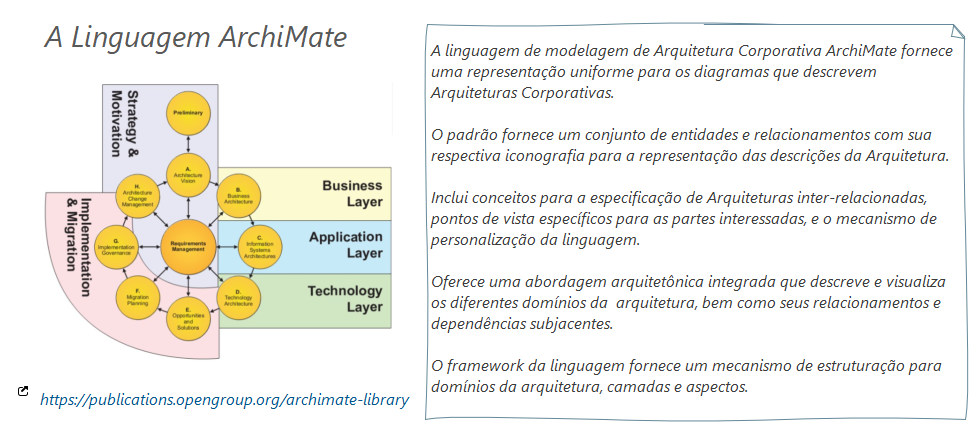 A Linguagem ArchiMate
Strategy &
Motivation
Preliminary
A.
Architecture
Vision
H.
Architecture
Change
Management
B.
Business
Architecture
Business
Layer
Implementation
& Migration
G.
Implementation
Governance
Requirements
Management
C.
Information
Systems
Architectures
Application
Layer
F.
Migration
Planning
D.
Technology
Architecture
E.
Opportunities
and
Solutions
Technology
Layer
https://publications.opengroup.org/archimate-library
A linguagem de modelagem de Arquitetura Corporativa ArchiMate fornece
uma representação uniforme para os diagramas que descrevem
Arquiteturas Corporativas.
O padrão fornece um conjunto de entidades e relacionamentos com sua
respectiva iconografia para a representação das descrições da Arquitetura.
Inclui conceitos para a especificação de Arquiteturas inter-relacionadas,
pontos de vista específicos para as partes interessadas, e o mecanismo de
personalização da linguagem.
Oferece uma abordagem arquitetônica integrada que descreve e visualiza
os diferentes domínios da  arquitetura, bem como seus relacionamentos e
dependências subjacentes.
O framework da linguagem fornece um mecanismo de estruturação para
domínios da arquitetura, camadas e aspectos.